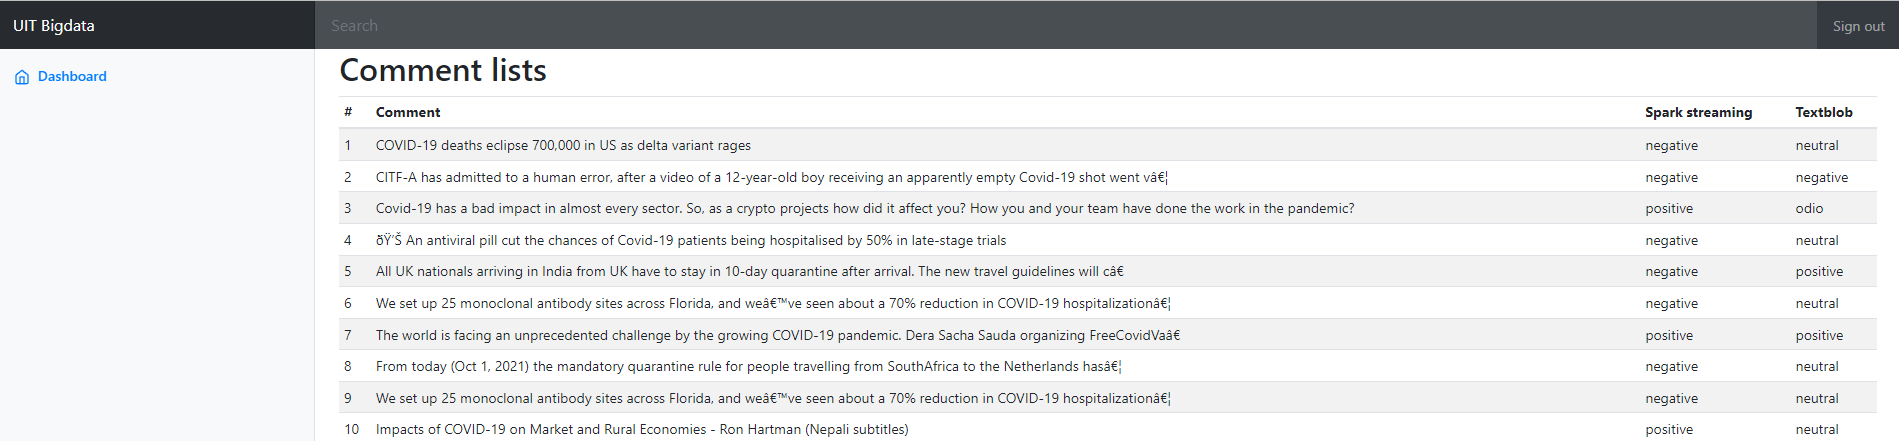 UIT Bigdata Search Sign out
Dashboard
Comment lists
# Comment Spark streaming Textblob
1 COVID-19 deaths eclipse 700,000 in US as delta variant rages negative neutral
2 CITF-A has admitted to a human error, after a video of a 12-year-old boy receiving an apparently empty Covid-19 shot went vâ€¦ negative negative
3 Covid-19 has a bad impact in almost every sector. So, as a crypto projects how did it affect you? How you and your team have done the work in the pandemic? positive odio
4 ðŸ’Š An antiviral pill cut the chances of Covid-19 patients being hospitalised by 50% in late-stage trials negative neutral
5 All UK nationals arriving in India from UK have to stay in 10-day quarantine after arrival. The new travel guidelines will câ€ negative positive
6 We set up 25 monoclonal antibody sites across Florida, and weâ€™ve seen about a 70% reduction in COVID-19 hospitalizationâ€¦ negative neutral
7 The world is facing an unprecedented challenge by the growing COVID-19 pandemic. Dera Sacha Sauda organizing FreeCovidVaâ€ positive positive
8 From today (Oct 1, 2021) the mandatory quarantine rule for people travelling from SouthAfrica to the Netherlands hasâ€¦ negative neutral
9 We set up 25 monoclonal antibody sites across Florida, and weâ€™ve seen about a 70% reduction in COVID-19 hospitalizationâ€¦ negative neutral
10 Impacts of COVID-19 on Market and Rural Economies - Ron Hartman (Nepali subtitles) positive neutral